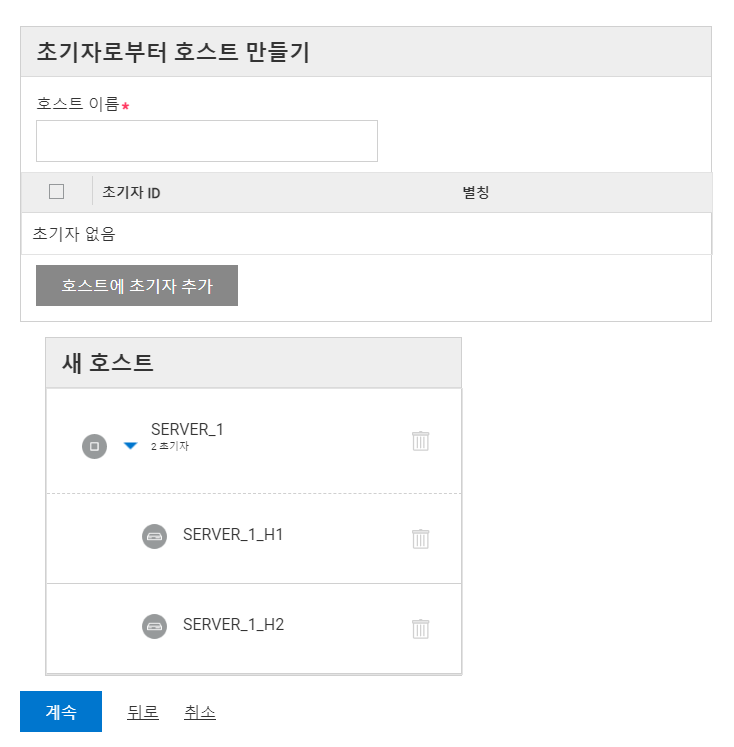 초기자로부터 호스트 만들기
호스트 이름*
초기자 ID 별칭
초기자 없음
호스트에 초기자 추가
새 호스트
SERVER_1
2 초기자
SERVER_1_H1
SERVER_1_H2
계속 뒤로 취소